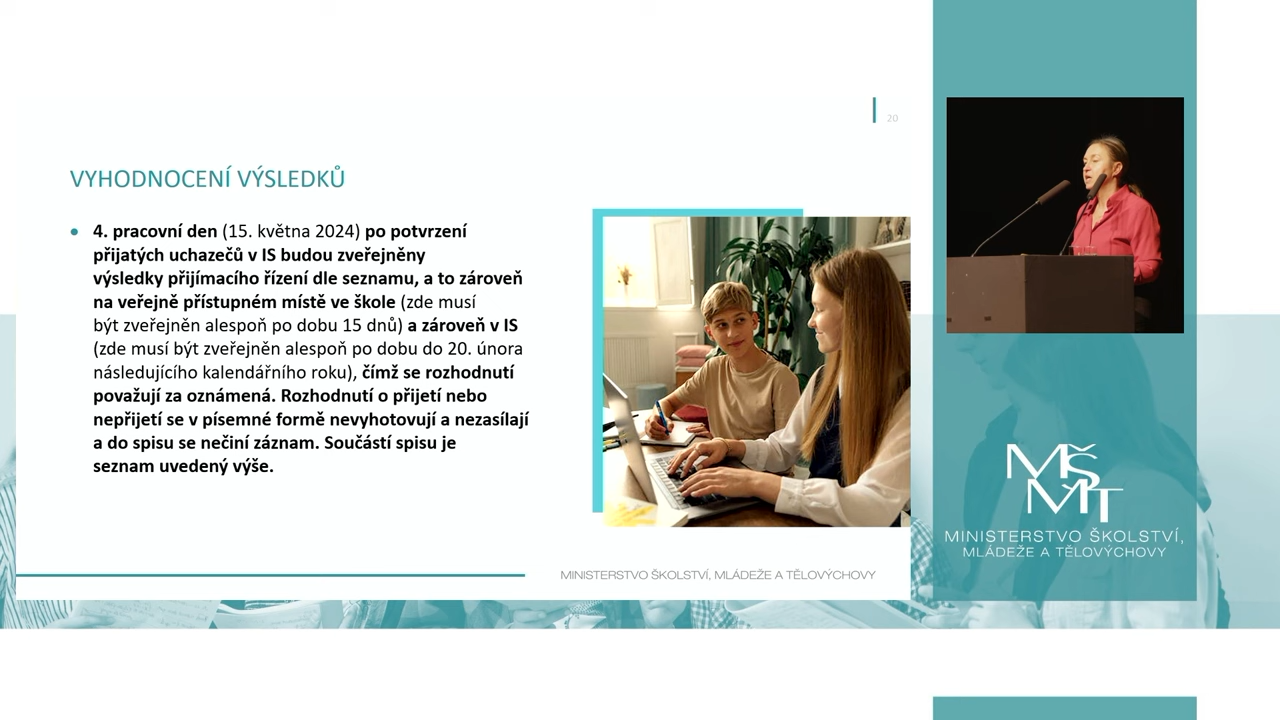 20
VYHODNOCENÍ VÝSLEDKŮ
• 4. pracovní den (15. května 2024) po potvrzení
přijatých uchazečů v IS budou zveřejněny
výsledky přijímacího řízení dle seznamu, a to zároveň
na veřejně přístupném místě ve škole (zde musí
být zveřejněn alespoň po dobu 15 dnů) a zároveň v IS
(zde musí být zveřejněn alespoň po dobu do 20. února
následujícího kalendářního roku), čímž se rozhodnutí
považují za oznámená. Rozhodnutí o přijetí nebo
nepřijetí se v písemné formě nevyhotovují a nezasílají
a do spisu se nečiní záznam. Součástí spisu je
seznam uvedený výše.
MINISTERSTVO ŠKOLSTVÍ, MLÁDEŽE A TĚLOVÝCHOVY
MŠ
MT
MINISTERSTVO ŠKOLSTVÍ,
MLÁDEŽE A TĚLOVÝCHOVY